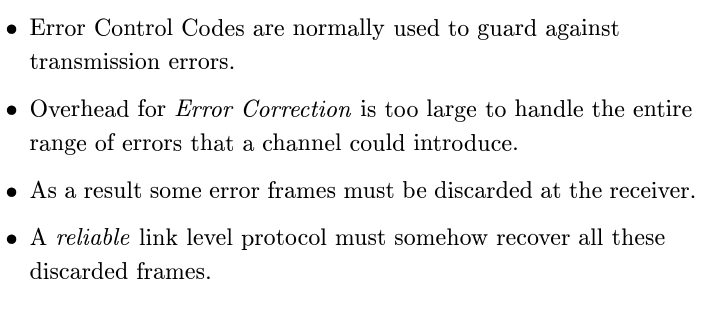 • Error Control Codes are normally used to guard against
transmission errors.
• Overhead for Error Correction is too large to handle the entire
range of errors that a channel could introduce.
• As a result some error frames must be discarded at the receiver.
• A reliable link level protocol must somehow recover all these
discarded frames.